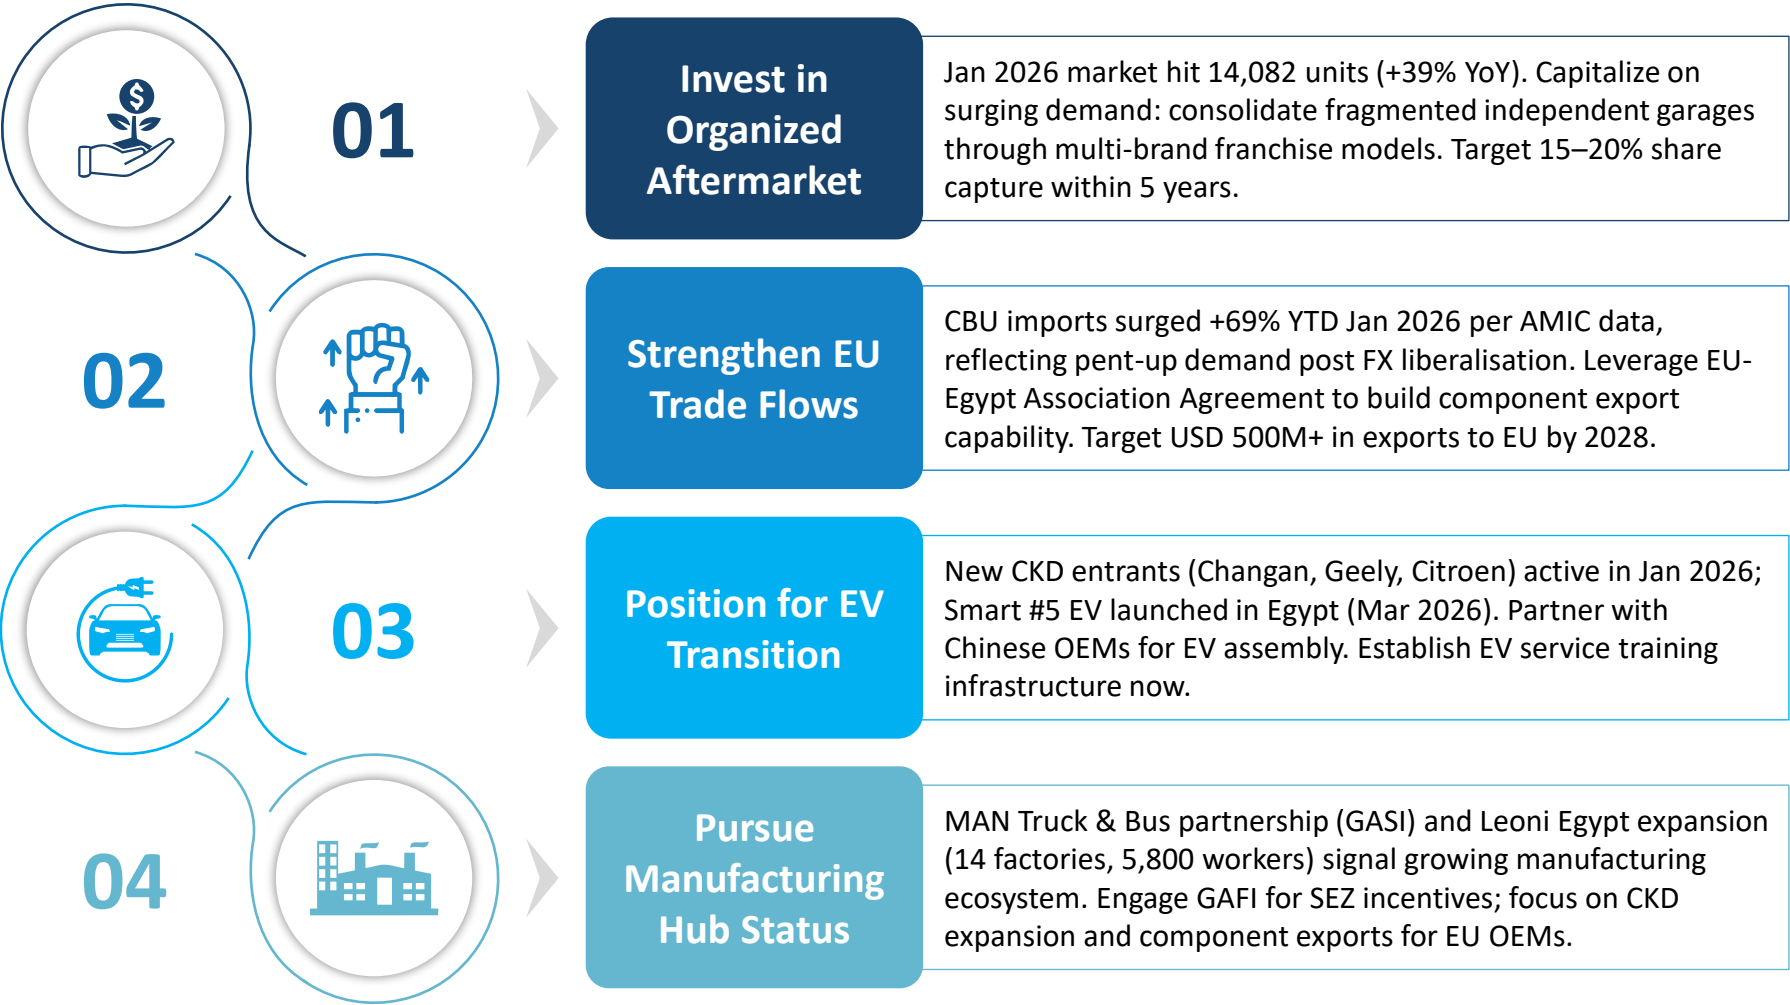 01
Invest in
Organized
Aftermarket
Jan 2026 market hit 14,082 units (+39% YoY). Capitalize on
surging demand: consolidate fragmented independent garages
through multi-brand franchise models. Target 15–20% share
capture within 5 years.
02
Strengthen EU
Trade Flows
CBU imports surged +69% YTD Jan 2026 per AMIC data,
reflecting pent-up demand post FX liberalisation. Leverage EU-
Egypt Association Agreement to build component export
capability. Target USD 500M+ in exports to EU by 2028.
03
Position for EV
Transition
New CKD entrants (Changan, Geely, Citroen) active in Jan 2026;
Smart #5 EV launched in Egypt (Mar 2026). Partner with
Chinese OEMs for EV assembly. Establish EV service training
infrastructure now.
04
Pursue
Manufacturing
Hub Status
MAN Truck & Bus partnership (GASI) and Leoni Egypt expansion
(14 factories, 5,800 workers) signal growing manufacturing
ecosystem. Engage GAFI for SEZ incentives; focus on CKD
expansion and component exports for EU OEMs.